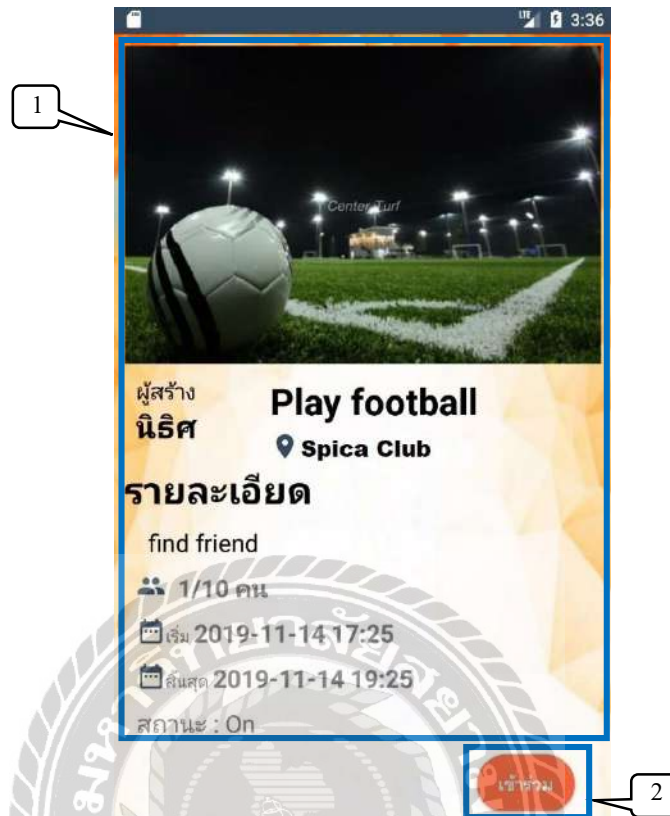 3:36
1
Center Turf
ผู้สร้าง
นิธิศ
Play football
Spica Club
รายละเอียด
find friend
1/10 คน
เริ่ม 2019-11-14 17:25
สิ้นสุด 2019-11-14 19:25
สถานะ : On
เข้าร่วม
2